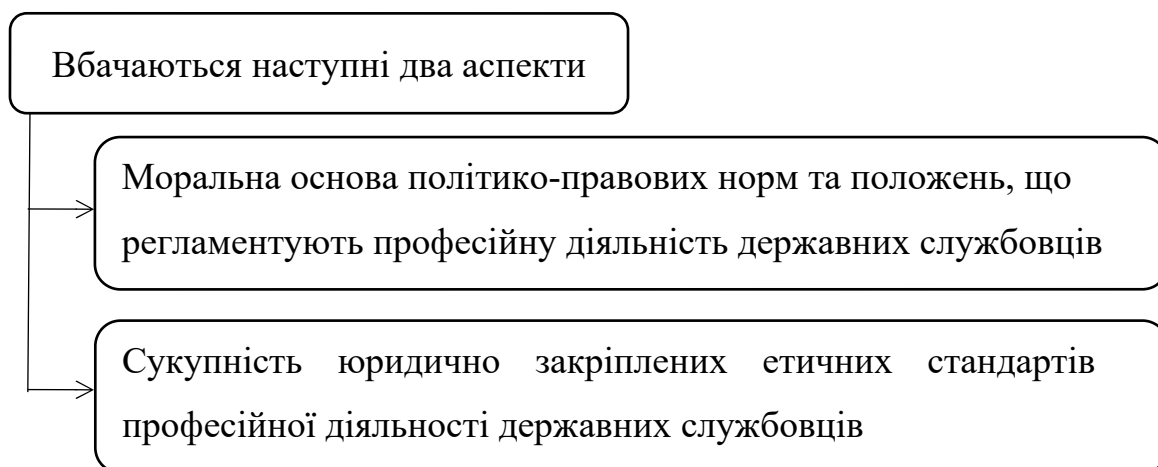 Вбачаються наступні два аспекти
Моральна основа політико-правових норм та положень, що
регламентують професійну діяльність державних службовців
Сукупність юридично закріплених етичних стандартів
професійної діяльності державних службовців